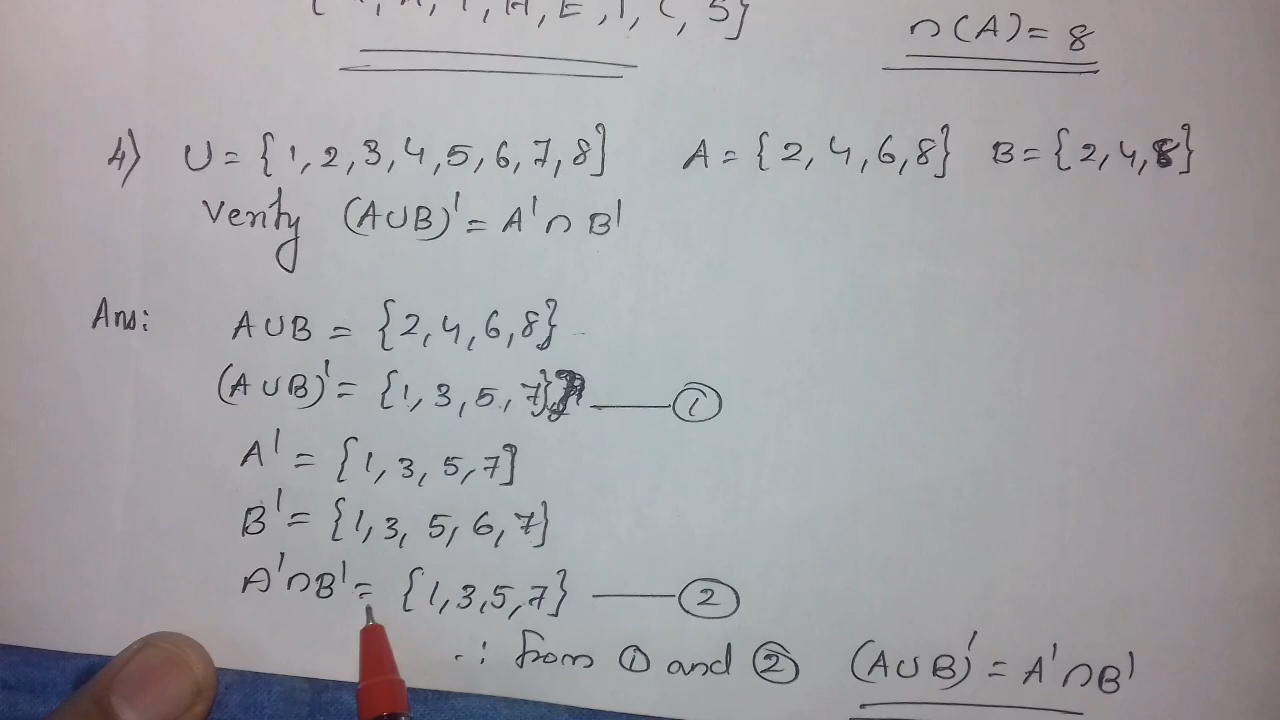 , A, T, H, E, I, C, S}
n(A) = 8
4) U = {1, 2, 3, 4, 5, 6, 7, 8} A = {2, 4, 6, 8} B = {2, 4, 8}
Verify (A∪B)' = A'∩B'
Ans: A∪B = {2, 4, 6, 8}
(A∪B)' = {1, 3, 5, 7} —— ①
A' = {1, 3, 5, 7}
B' = {1, 3, 5, 6, 7}
A'∩B' = {1, 3, 5, 7} —— ②
∴ from ① and ② (A∪B)' = A'∩B'